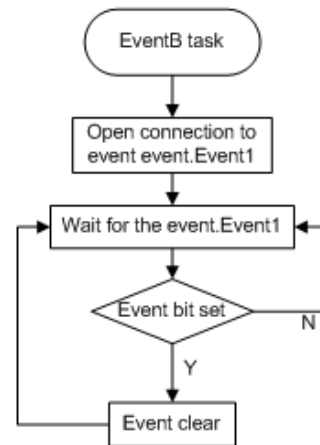 EventB task
Open connection to
event event.Event1
Wait for the event.Event1
Event bit set
N
Y
Event clear